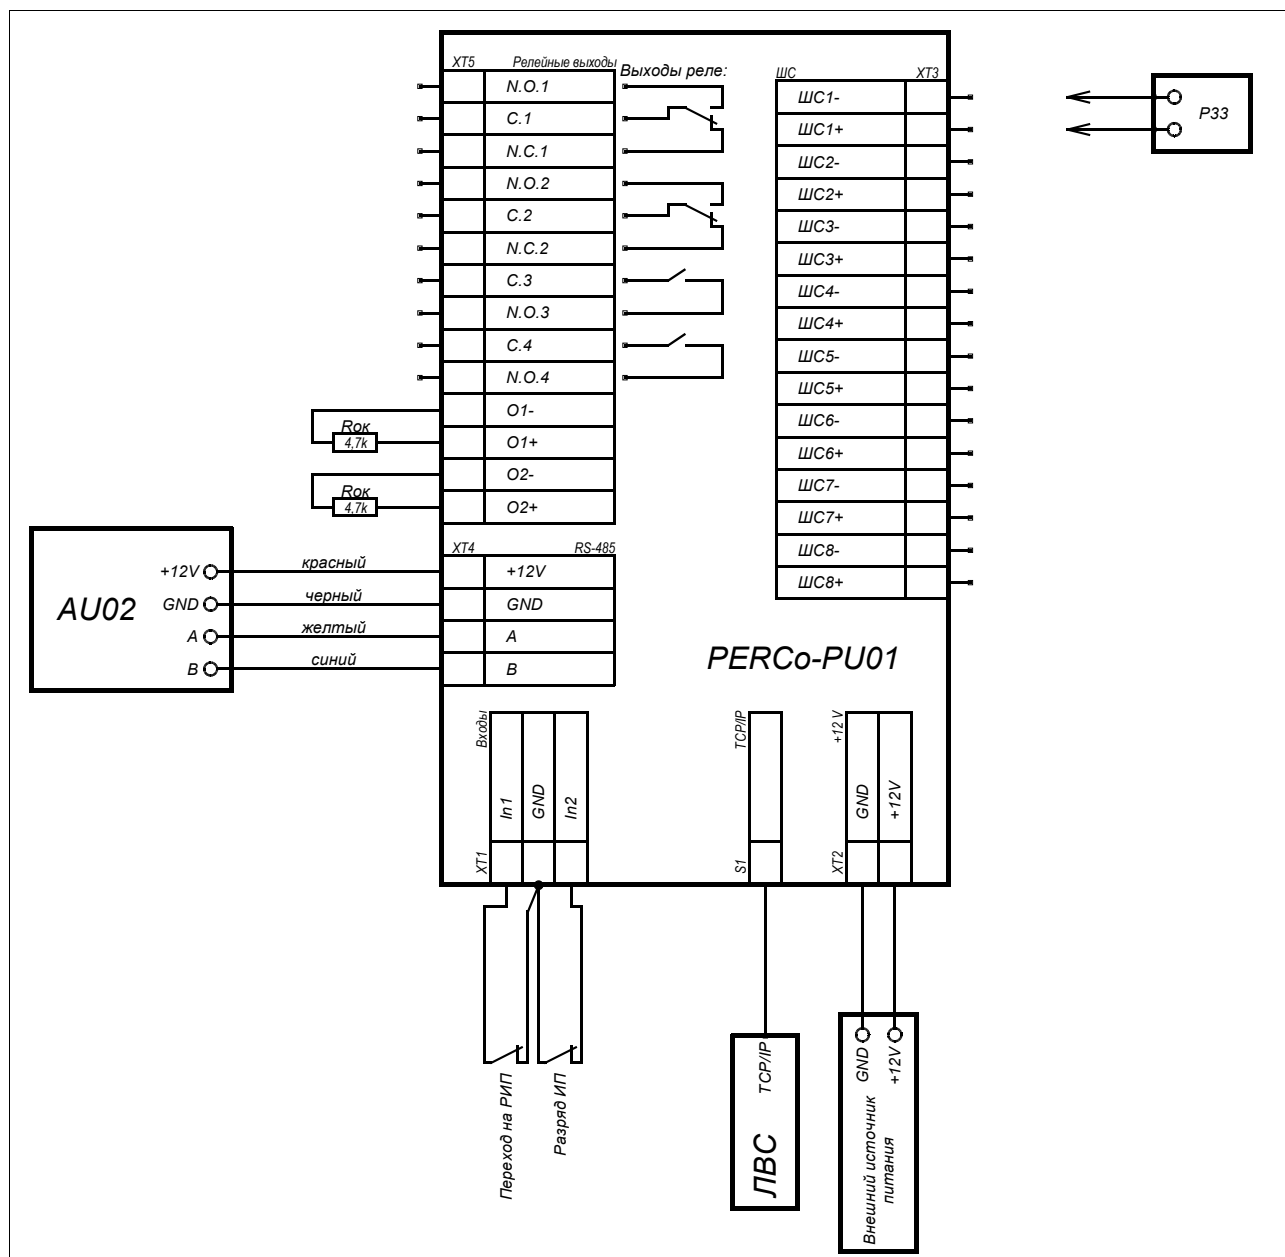 XT5 Релейные выходы
N.O.1
C.1
N.C.1
N.O.2
C.2
N.C.2
C.3
N.O.3
C.4
N.O.4
O1-
O1+
O2-
O2+
Выходы реле:
ШС XT3
ШС1-
ШС1+
ШС2-
ШС2+
ШС3-
ШС3+
ШС4-
ШС4+
ШС5-
ШС5+
ШС6-
ШС6+
ШС7-
ШС7+
ШС8-
ШС8+
P33
Rок
4,7k
Rок
4,7k
AU02
+12V
GND
A
B
красный
черный
желтый
синий
XT4 RS-485
+12V
GND
A
B
PERCo-PU01
Входы
In1
GND
In2
XT1
TCP/IP
S1
+12 V
GND
+12V
XT2
Переход на РИП
Разряд ИП
ЛВС TCP/IP
GND
+12V
Внешний источник
питания